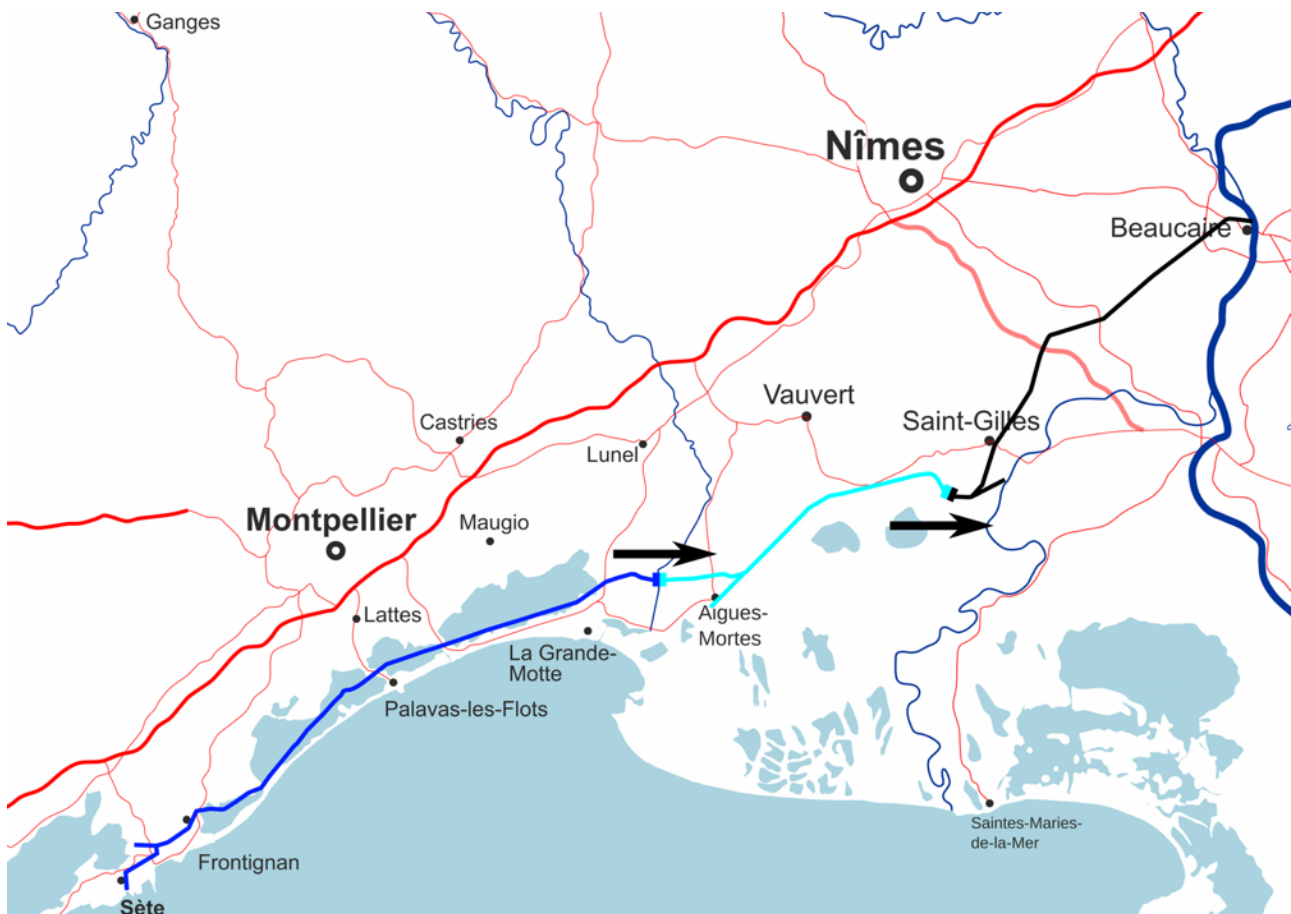 Ganges
Nîmes
Beaucaire
Vauvert
Castries
Saint-Gilles
Lunel
Montpellier
Maugio
Lattes
Aigues-
Mortes
La Grande-
Motte
Palavas-les-Flots
Saintes-Maries-
de-la-Mer
Frontignan
Sète